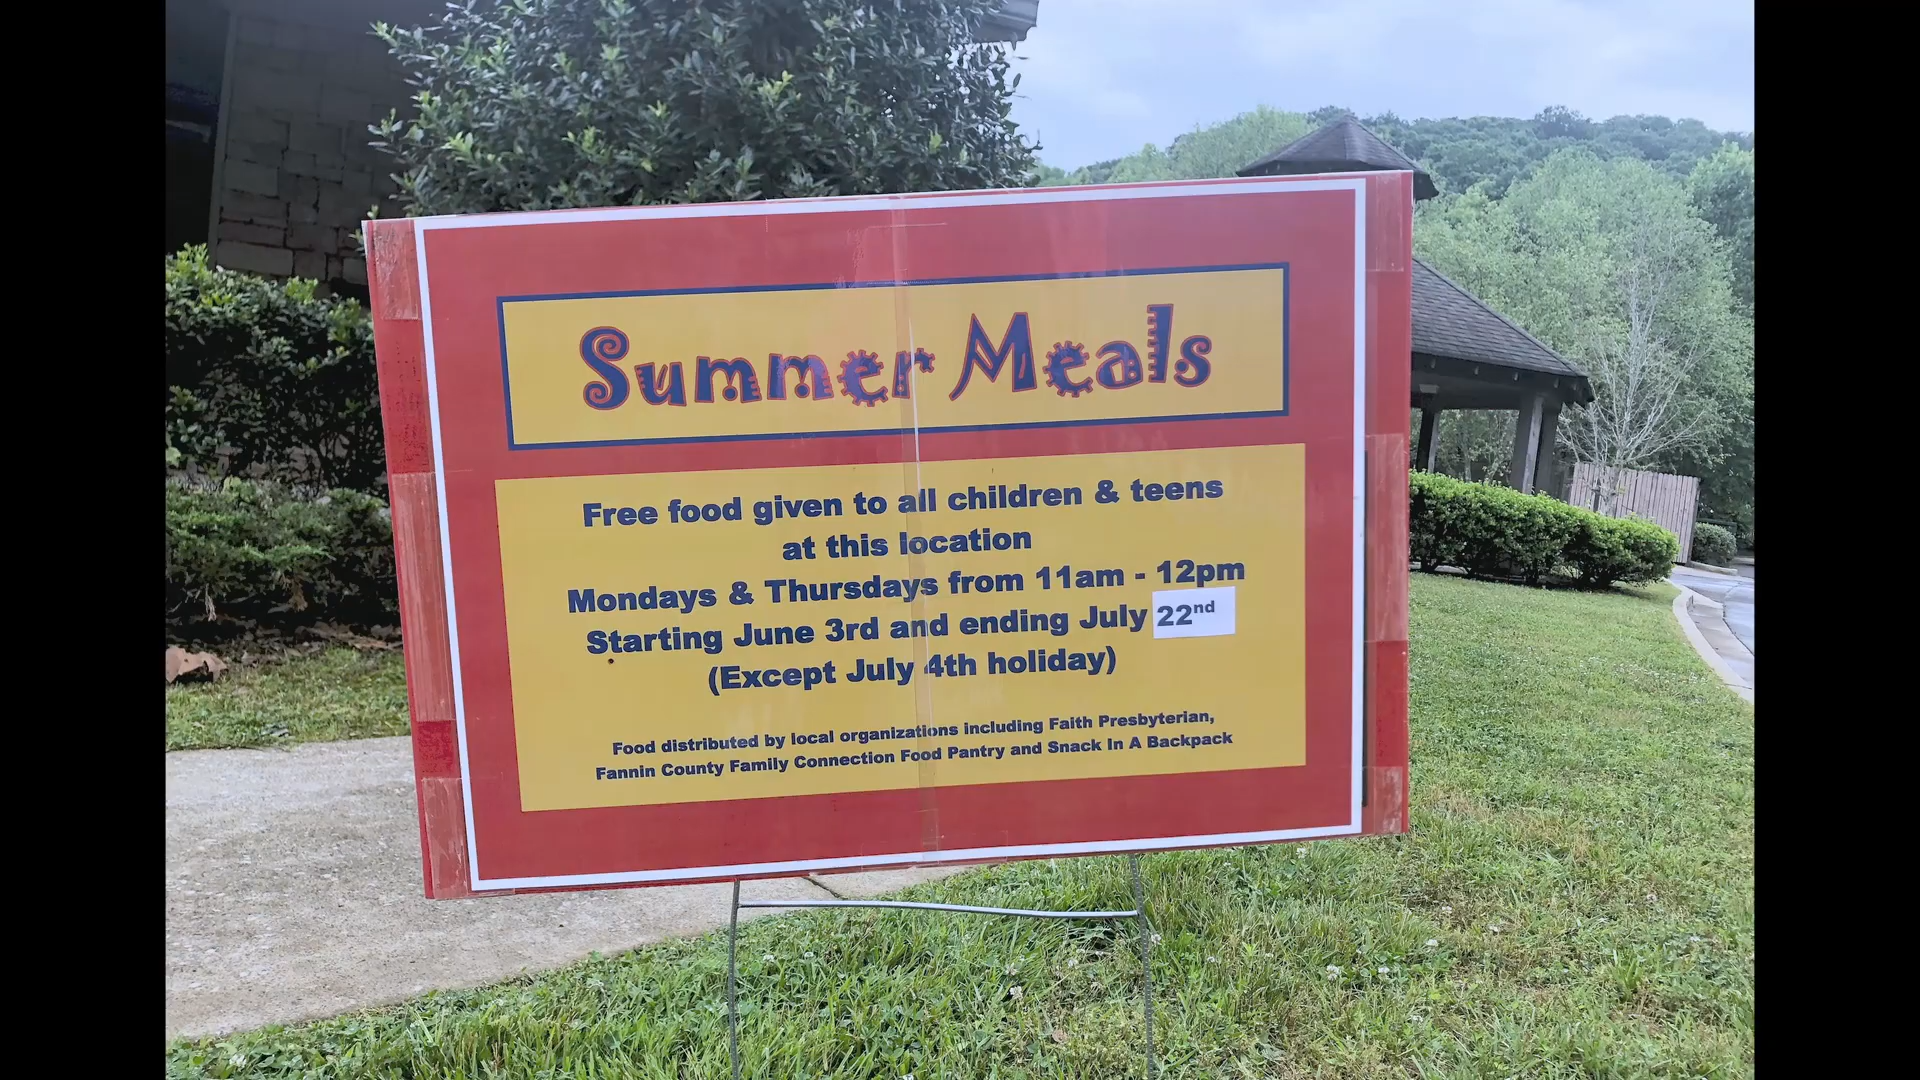 Summer Meals
Free food given to all children & teens
at this location
Mondays & Thursdays from 11am - 12pm
Starting June 3rd and ending July 22nd
(Except July 4th holiday)
Food distributed by local organizations including Faith Presbyterian,
Fannin County Family Connection Food Pantry and Snack In A Backpack